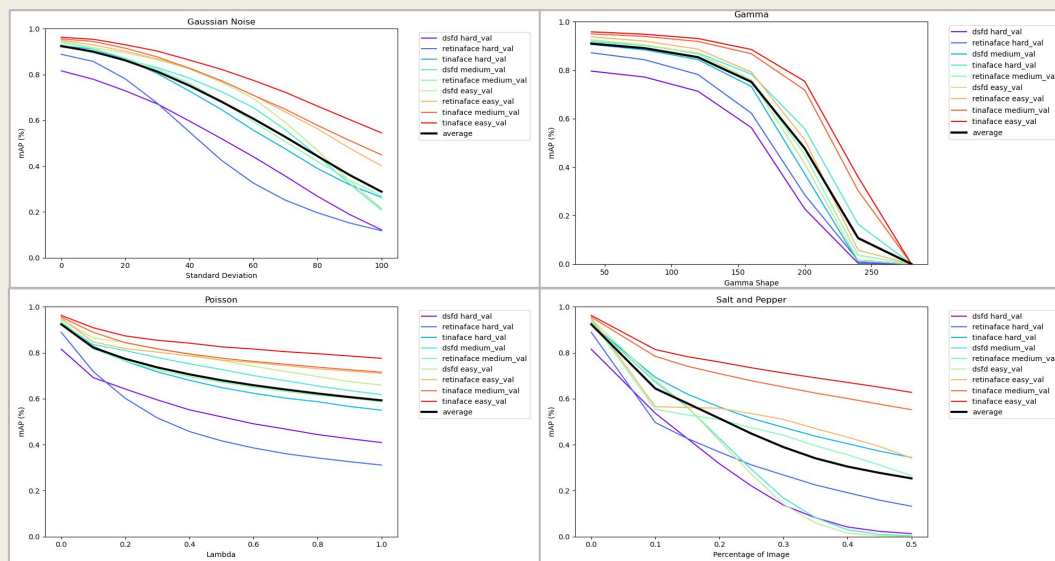 Gaussian Noise
mAP (%)
1.0
0.8
0.6
0.4
0.2
0.0
0
20
40
60
80
100
Standard Deviation
dsfd hard_val
retinaface hard_val
tinaface hard_val
dsfd medium_val
retinaface medium_val
dsfd easy_val
retinaface easy_val
tinaface medium_val
tinaface easy_val
average
Gamma
mAP (%)
1.0
0.8
0.6
0.4
0.2
0.0
50
100
150
200
250
Gamma Shape
dsfd hard_val
retinaface hard_val
dsfd medium_val
tinaface hard_val
retinaface medium_val
dsfd easy_val
retinaface easy_val
tinaface medium_val
tinaface easy_val
average
Poisson
mAP (%)
1.0
0.8
0.6
0.4
0.2
0.0
0.0
0.2
0.4
0.6
0.8
1.0
Lambda
dsfd hard_val
retinaface hard_val
tinaface hard_val
dsfd medium_val
retinaface medium_val
dsfd easy_val
retinaface easy_val
tinaface medium_val
tinaface easy_val
average
Salt and Pepper
mAP (%)
1.0
0.8
0.6
0.4
0.2
0.0
0.0
0.1
0.2
0.3
0.4
0.5
Percentage of Image
dsfd hard_val
retinaface hard_val
tinaface hard_val
dsfd medium_val
retinaface medium_va
dsfd easy_val
retinaface easy_val
tinaface medium_val
tinaface easy_val
average